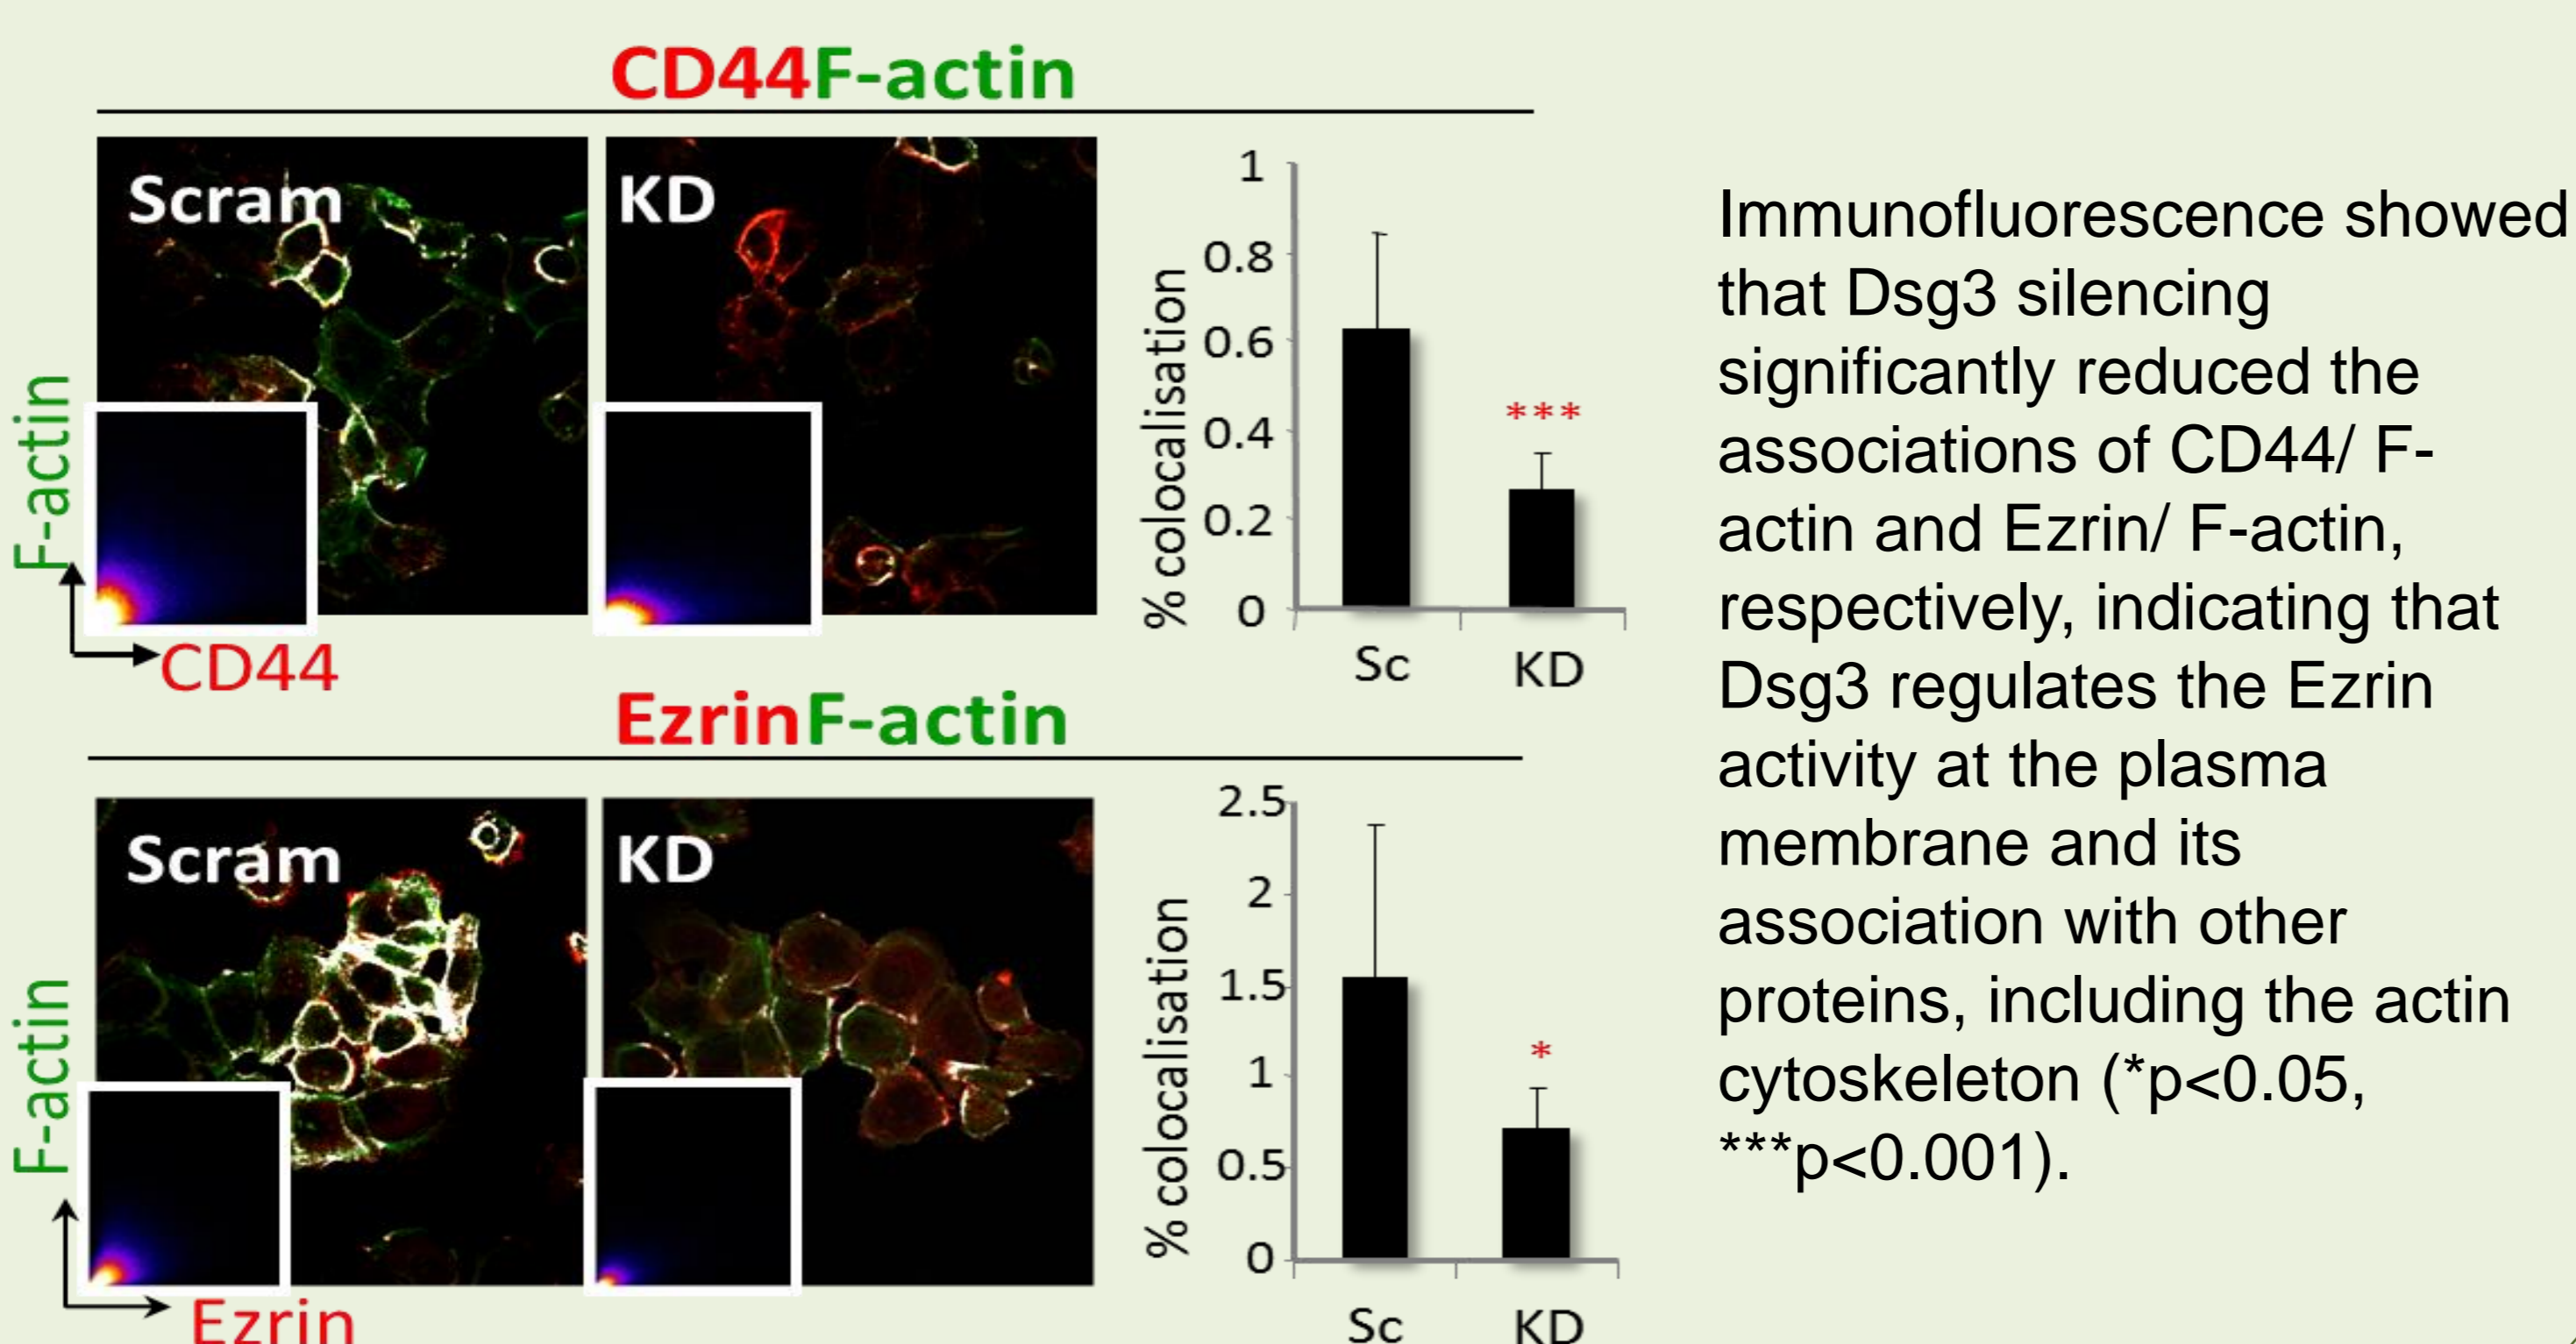 CD44F-actin
Scram
KD
F-actin
CD44
% colocalisation
1
0.8
0.6
0.4
0.2
0
***
Sc
KD
EzrinF-actin
Scram
KD
F-actin
Ezrin
% colocalisation
2.5
2
1.5
1
0.5
0
*
Sc
KD
Immunofluorescence showed
that Dsg3 silencing
significantly reduced the
associations of CD44/ F-
actin and Ezrin/ F-actin,
respectively, indicating that
Dsg3 regulates the Ezrin
activity at the plasma
membrane and its
association with other
proteins, including the actin
cytoskeleton (*p<0.05,
***p<0.001).